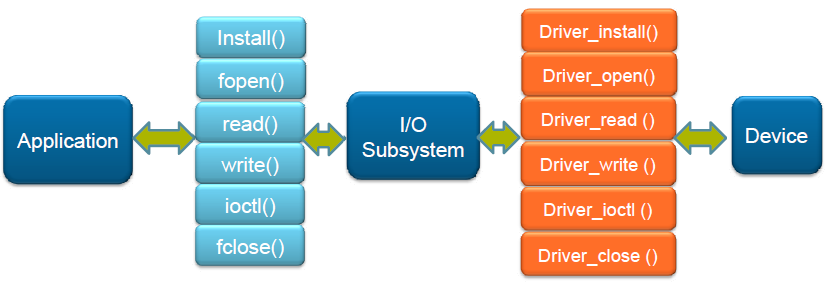 Application
Install()
fopen()
read()
write()
ioctl()
fclose()
I/O
Subsystem
Driver_install()
Driver_open()
Driver_read ()
Driver_write ()
Driver_ioctl ()
Driver_close ()
Device